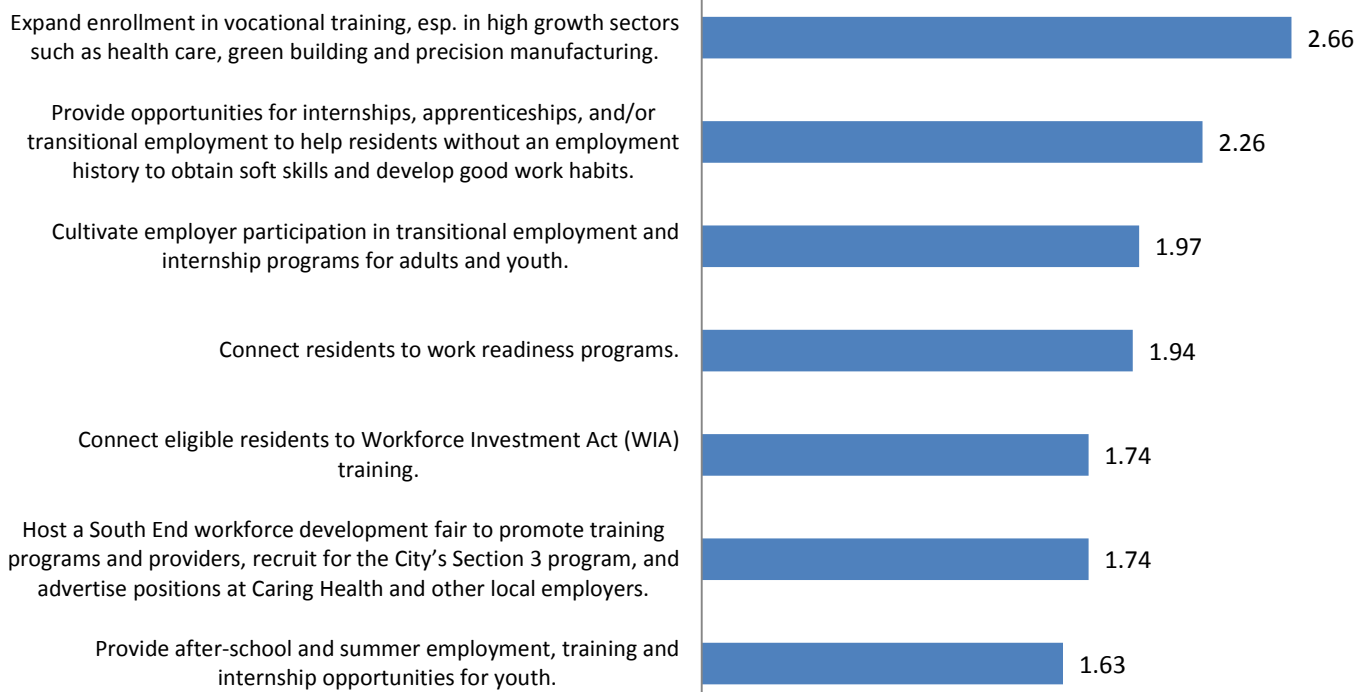 Expand enrollment in vocational training, esp. in high growth sectors
such as health care, green building and precision manufacturing.
2.66
Provide opportunities for internships, apprenticeships, and/or
transitional employment to help residents without an employment
history to obtain soft skills and develop good work habits.
2.26
Cultivate employer participation in transitional employment and
internship programs for adults and youth.
1.97
Connect residents to work readiness programs.
1.94
Connect eligible residents to Workforce Investment Act (WIA)
training.
1.74
Host a South End workforce development fair to promote training
programs and providers, recruit for the City’s Section 3 program, and
advertise positions at Caring Health and other local employers.
1.74
Provide after-school and summer employment, training and
internship opportunities for youth.
1.63